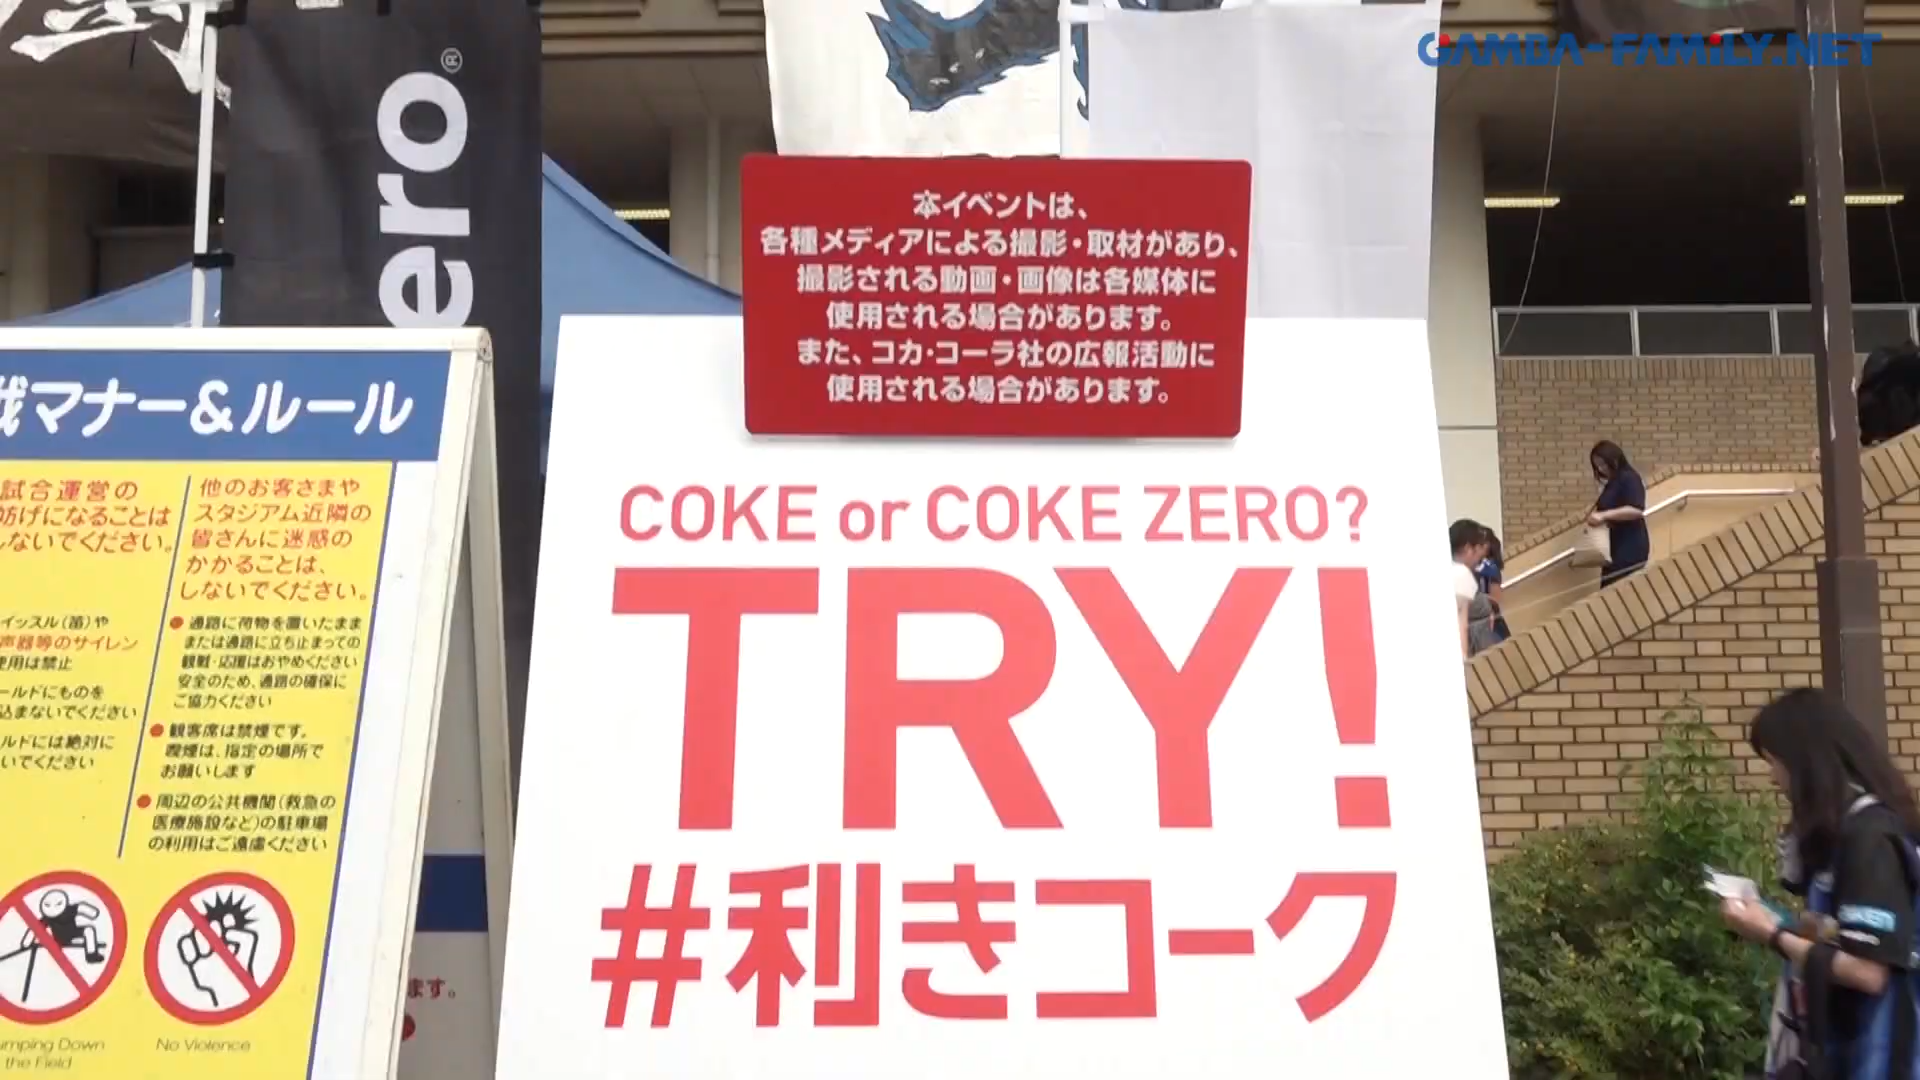 GAMBA-FAMiLY.NET
ero®
本イベントは、
各種メディアによる撮影・取材があり、
撮影される動画・画像は各媒体に
使用される場合があります。
また、コカ・コーラ社の広報活動に
使用される場合があります。
COKE or COKE ZERO?
TRY!
#利きコーク
戦マナー&ルール
試合運営の
妨げになることは
しないでください。
イッスル(笛)や
声器等のサイレン
使用は禁止
ールドにものを
込まないでください
ルドには絶対に
いでください
他のお客さまや
スタジアム近隣の
皆さんに迷惑の
かかることは、
しないでください。
●通路に荷物を置いたまま
または通路に立ち止まっての
観戦・応援はおやめください
安全のため、通路の確保に
ご協力ください
●観客席は禁煙です。
喫煙は、指定の場所で
お願いします
●周辺の公共機関(救急の
医療施設など)の駐車場
の利用はご遠慮ください
umping Down
the Field
No Violence
ます。